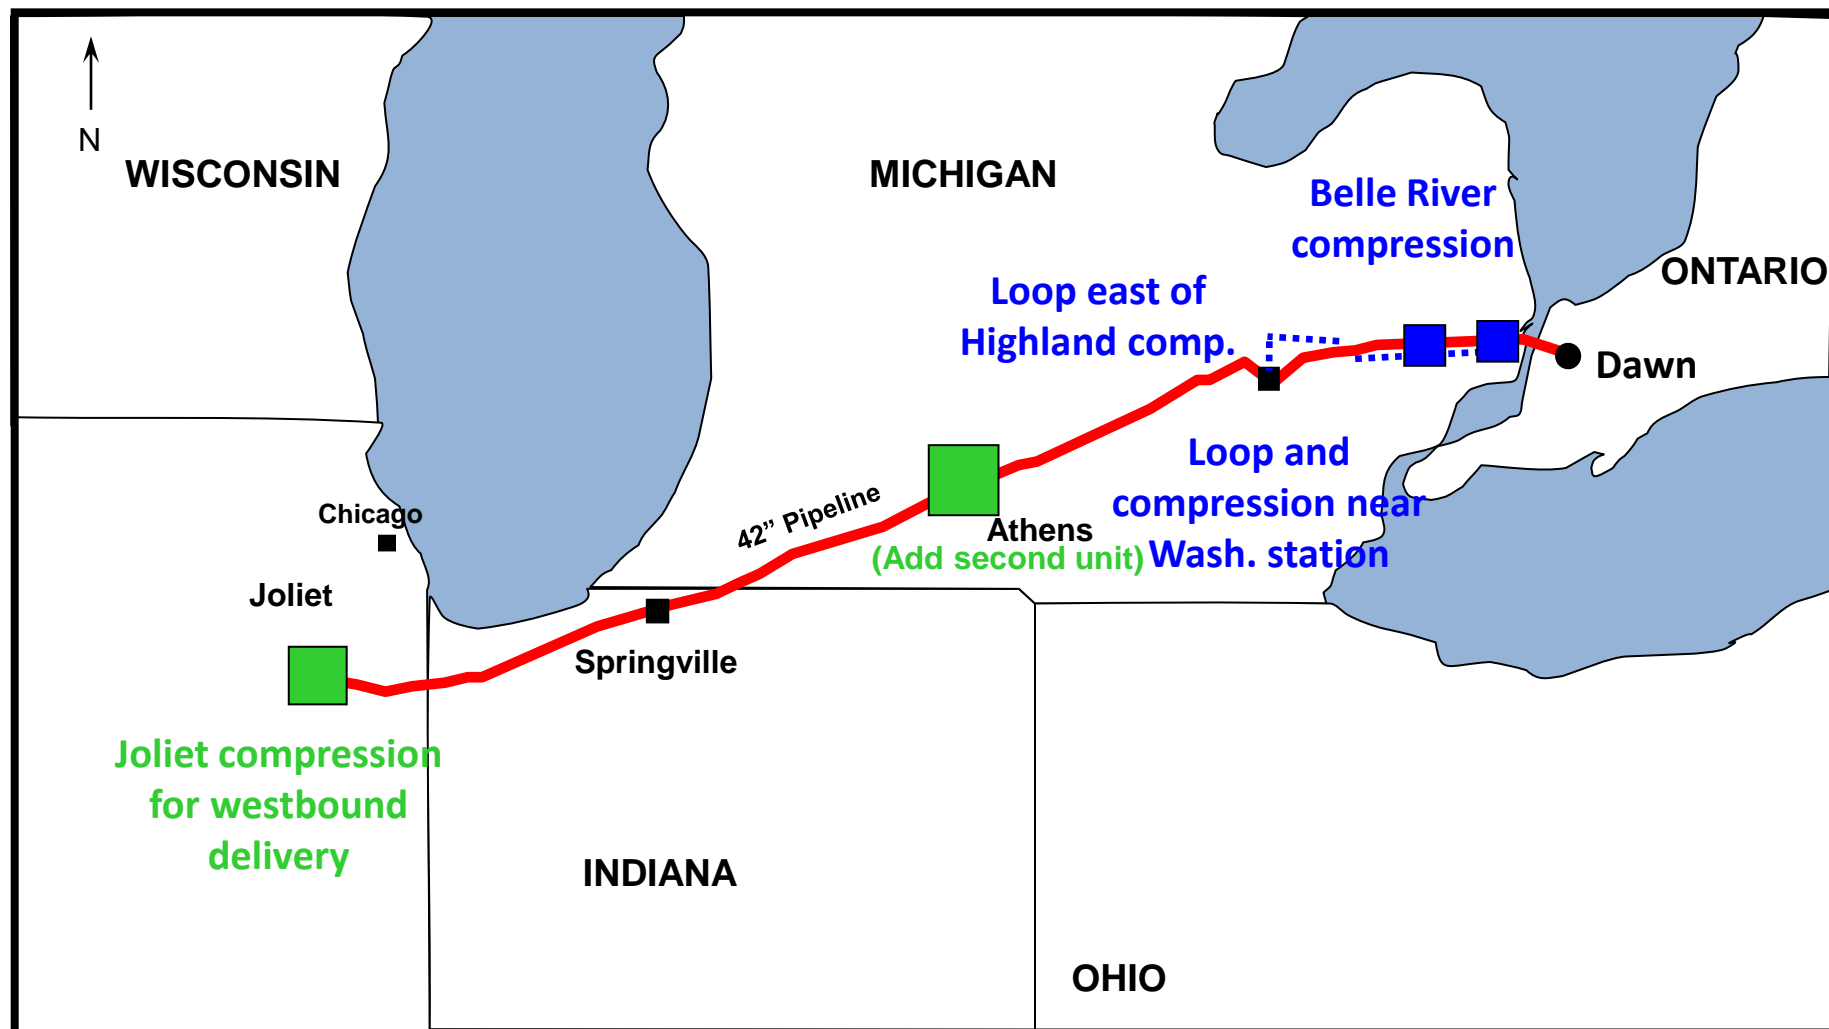 N
WISCONSIN
MICHIGAN
Belle River
compression
ONTARIO
Loop east of
Highland comp.
Dawn
Loop and
compression near
Wash. station
42” Pipeline
Athens
(Add second unit)
Chicago
Joliet
Springville
Joliet compression
for westbound
delivery
INDIANA
OHIO